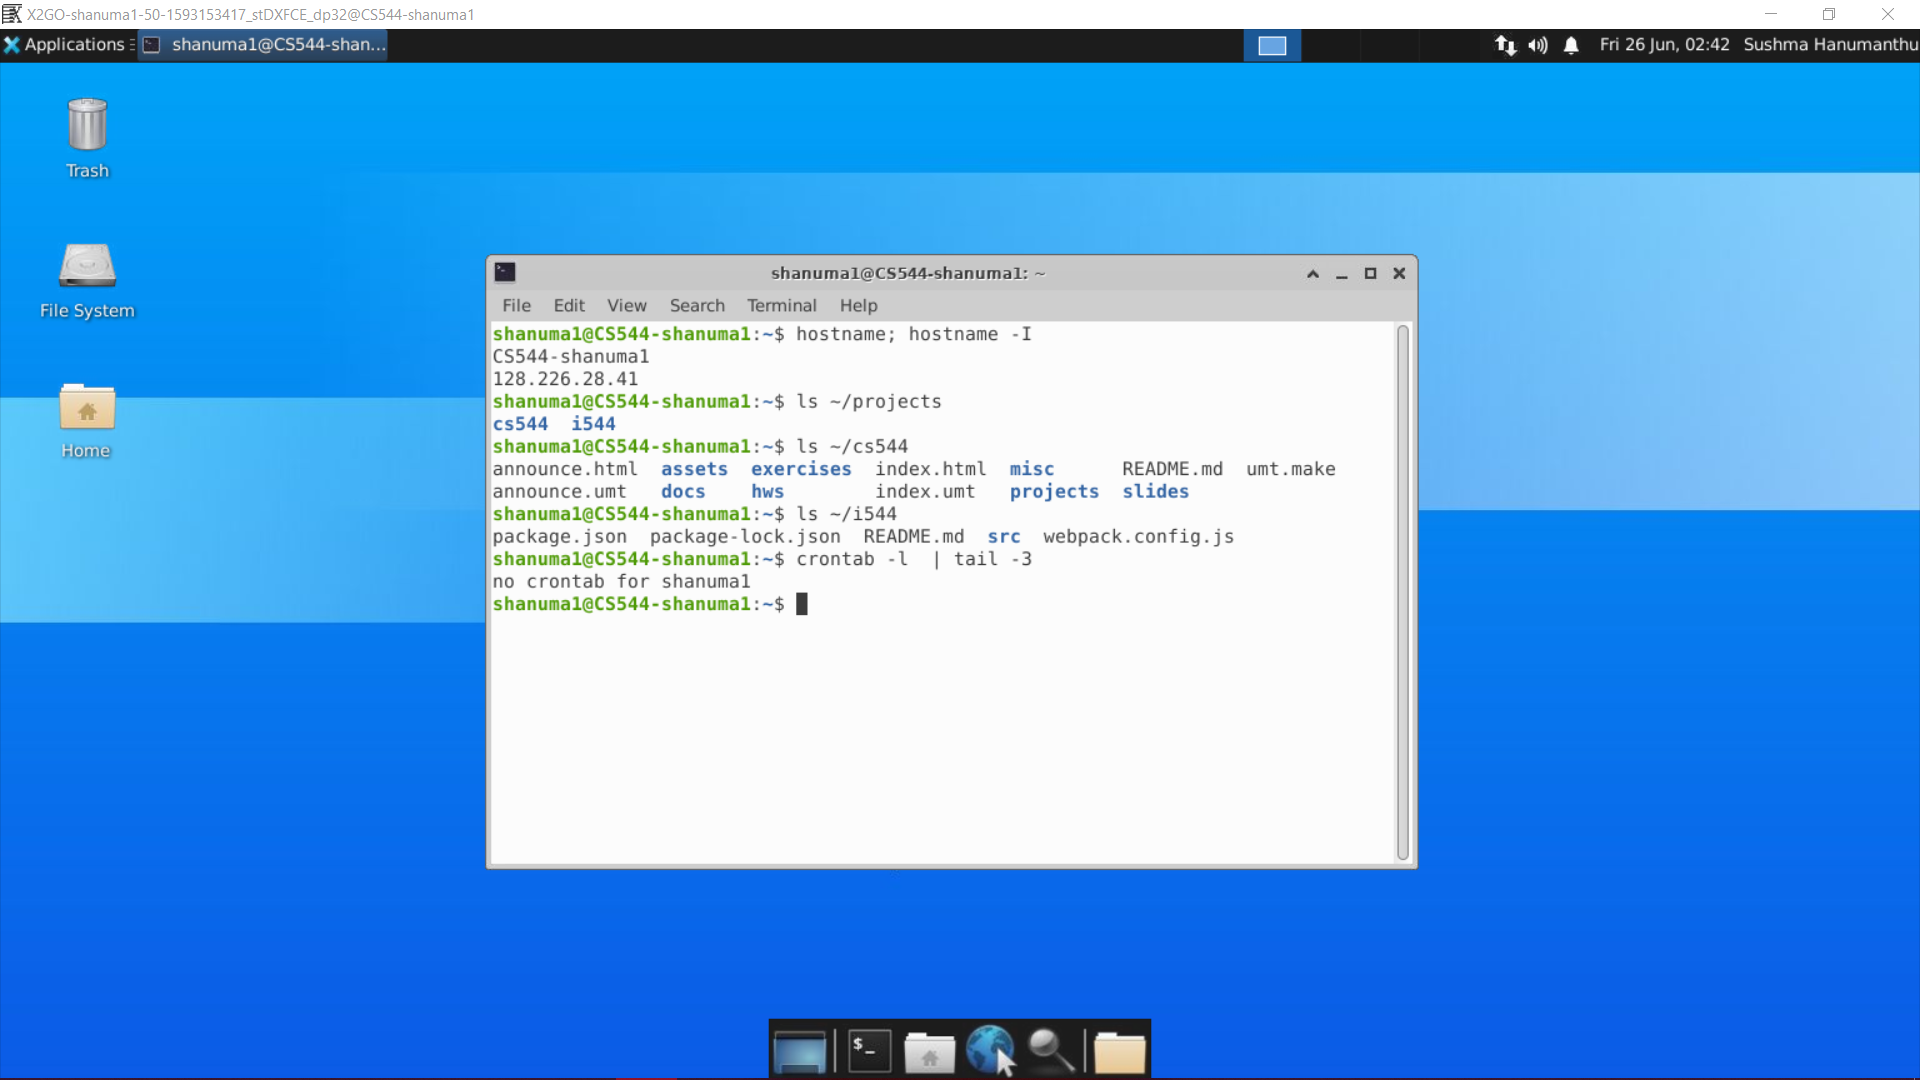 X2GO-shanuma1-50-1593153417_stDXFCE_dp32@CS544-shanuma1
Applications shanuma1@CS544-shan... Fri 26 Jun, 02:42 Sushma Hanumanthu
Trash
File System
Home
shanuma1@CS544-shanuma1: ~
File Edit View Search Terminal Help
shanuma1@CS544-shanuma1:~$ hostname; hostname -I
CS544-shanuma1
128.226.28.41
shanuma1@CS544-shanuma1:~$ ls ~/projects
cs544 i544
shanuma1@CS544-shanuma1:~$ ls ~/cs544
announce.html assets exercises index.html misc README.md umt.make
announce.umt docs hws index.umt projects slides
shanuma1@CS544-shanuma1:~$ ls ~/i544
package.json package-lock.json README.md src webpack.config.js
shanuma1@CS544-shanuma1:~$ crontab -l | tail -3
no crontab for shanuma1
shanuma1@CS544-shanuma1:~$
$_